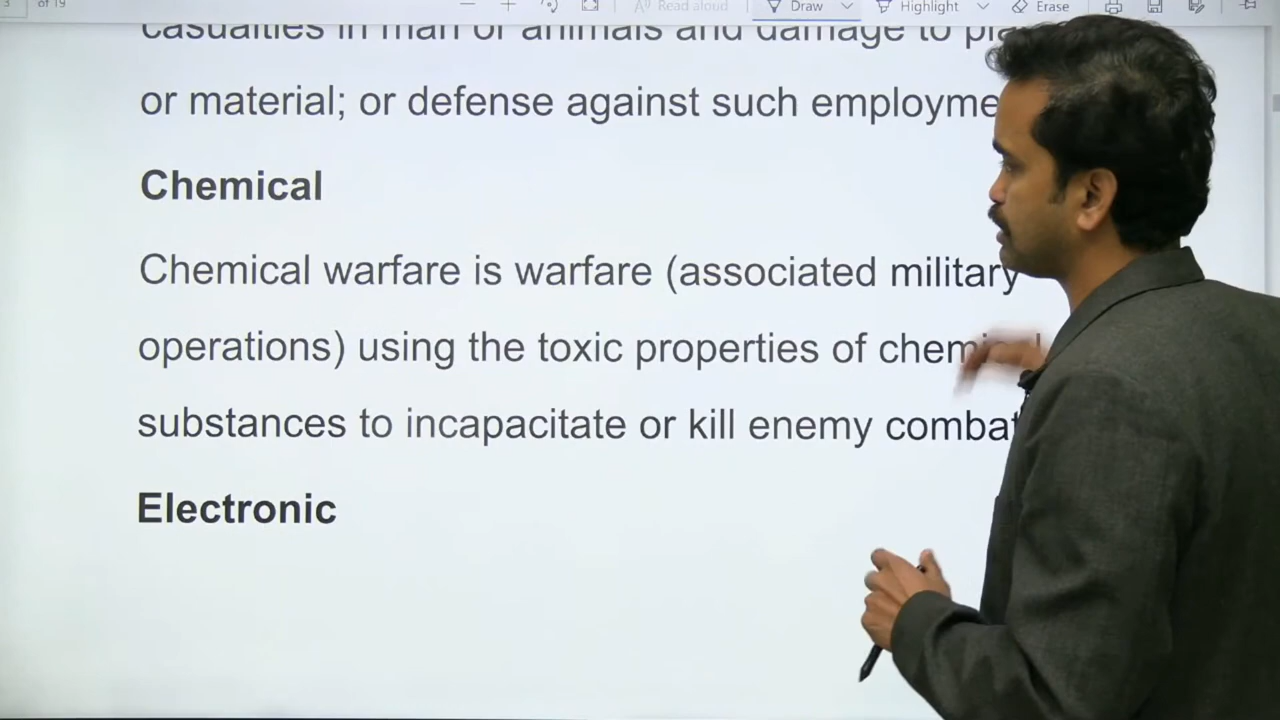 3 of 19 Read aloud Draw Highlight Erase
casualties in man or animals and damage to
or material; or defense against such
Chemical
Chemical warfare is warfare (associated military
operations) using the toxic properties of
substances to incapacitate or kill enemy
Electronic